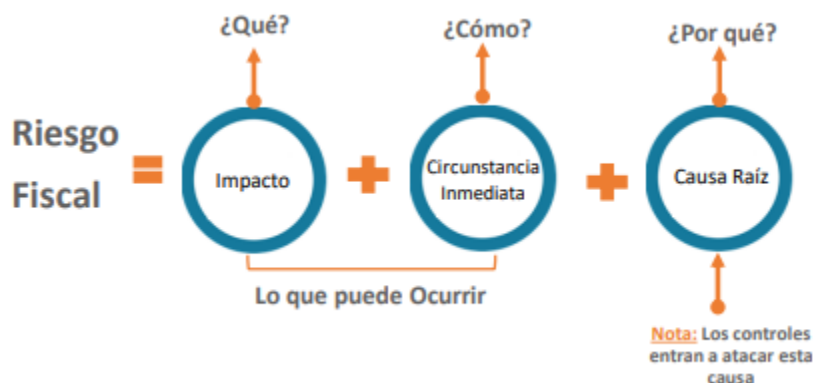 ¿Qué?
¿Cómo?
¿Por qué?
Riesgo
Fiscal
=
Impacto
+
Circunstancia
Inmediata
+
Causa Raíz
Lo que puede Ocurrir
Nota: Los controles
entran a atacar esta
causa